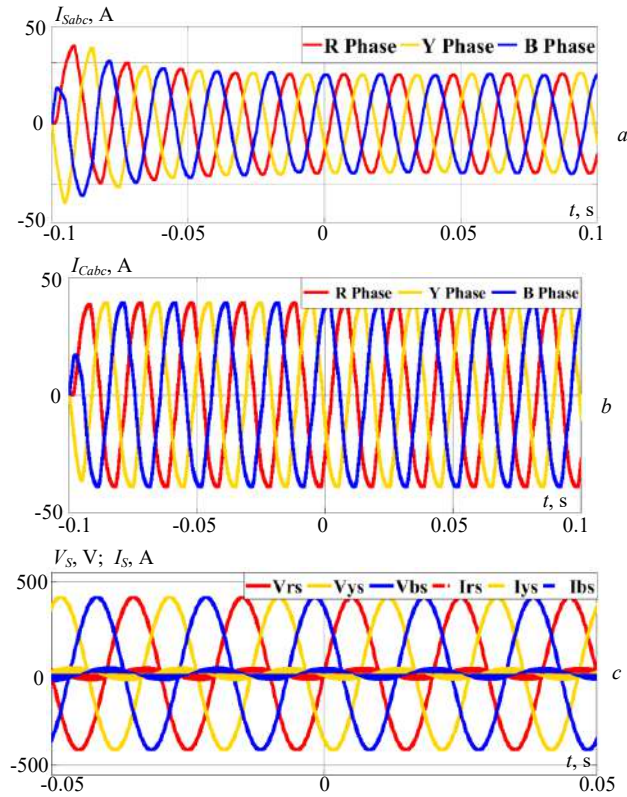 I_Sabc, A
50
R Phase Y Phase B Phase
0
a
-50
t, s
-0.1 -0.05 0 0.05 0.1
I_Cabc, A
50
R Phase Y Phase B Phase
0
b
-50
t, s
-0.1 -0.05 0 0.05 0.1
V_S, V; I_S, A
500
Vrs Vys Vbs Irs Iys Ibs
0
c
t, s
-500
-0.05 0 0.05